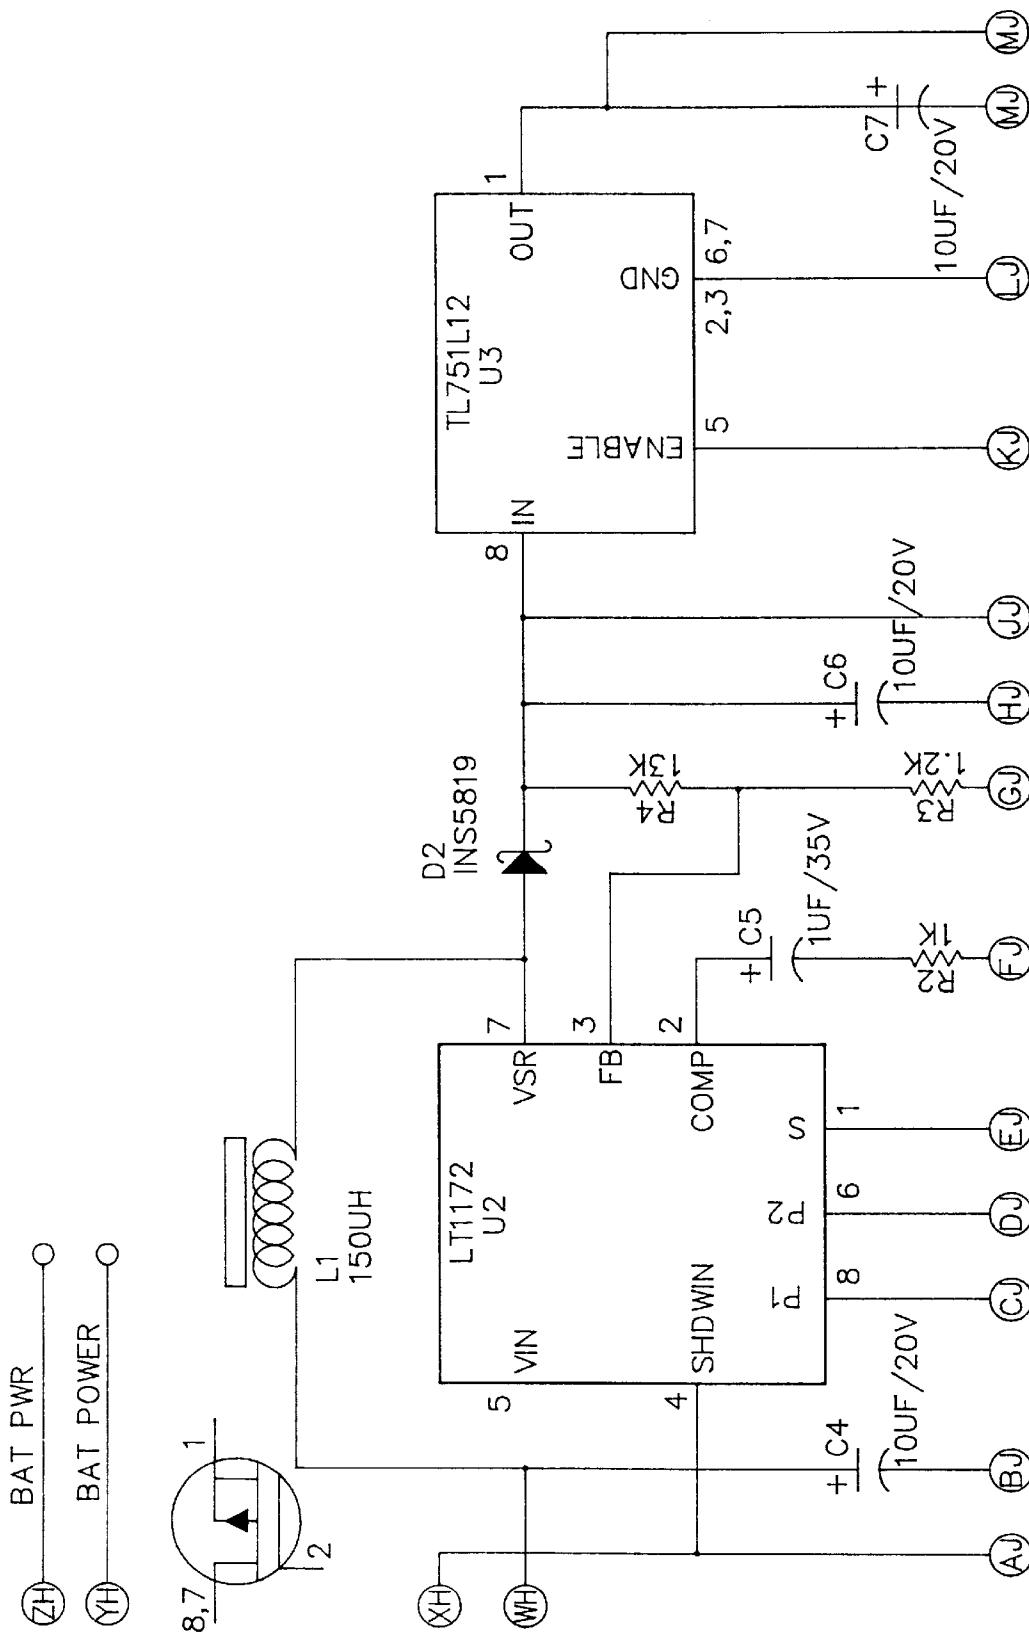 BAT PWR
ZH
BAT POWER
YH
8,7
1
2
L1
150UH
XH
WH
LT1172
U2
5
VIN
4
SHDWIN
VSR
7
FB
3
COMP
2
P1
8
P2
6
S
1
D2
INS5819
R4
13K
R3
1.2K
C5
1UF/35V
R2
1K
C4
10UF/20V
C6
10UF/20V
TL751L12
U3
8
IN
OUT
1
ENABLE
5
GND
2,3
6,7
C7
10UF/20V
AJ
BJ
CJ
DJ
EJ
FJ
GJ
HJ
JJ
KJ
LJ
MJ
MJ